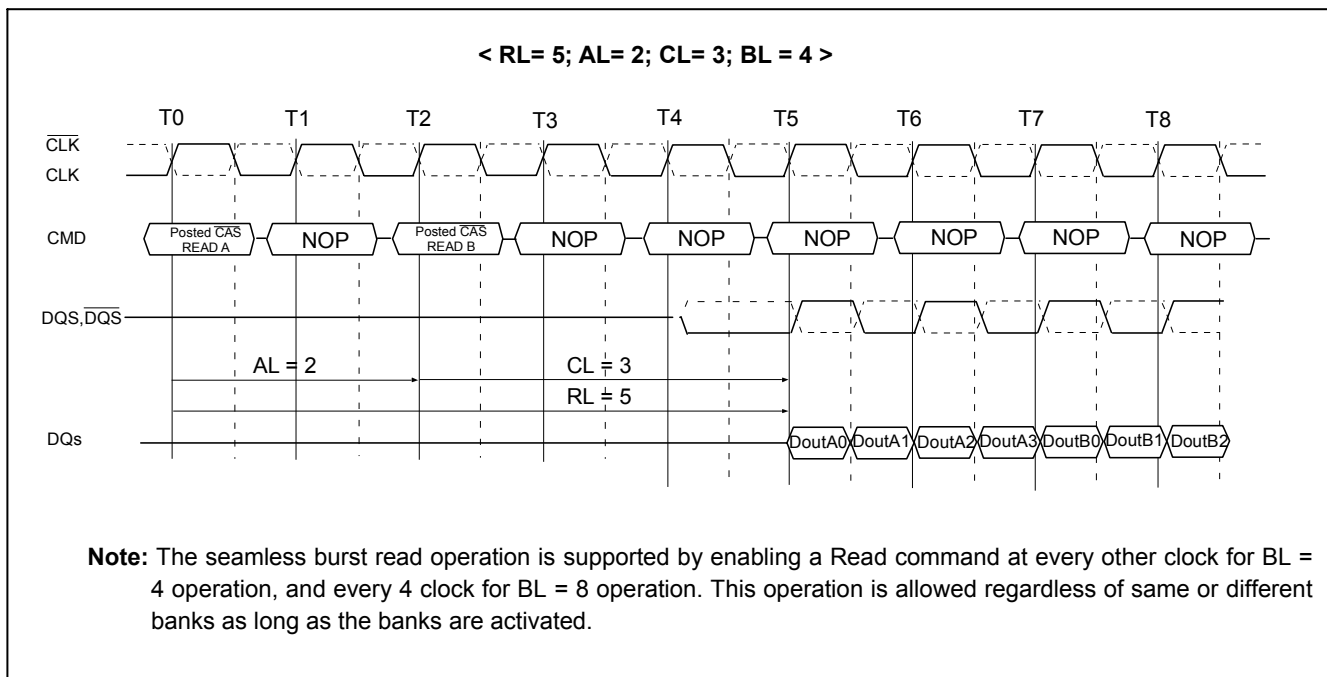 < RL= 5; AL= 2; CL= 3; BL = 4 >
T0 T1 T2 T3 T4 T5 T6 T7 T8
C̅L̅K̅
CLK
CMD
Posted C̅A̅S̅
READ A
NOP
Posted C̅A̅S̅
READ B
NOP NOP NOP NOP NOP NOP
DQS,D̅Q̅S̅
AL = 2
CL = 3
RL = 5
DQs
DoutA0 DoutA1 DoutA2 DoutA3 DoutB0 DoutB1 DoutB2
Note: The seamless burst read operation is supported by enabling a Read command at every other clock for BL =
4 operation, and every 4 clock for BL = 8 operation. This operation is allowed regardless of same or different
banks as long as the banks are activated.